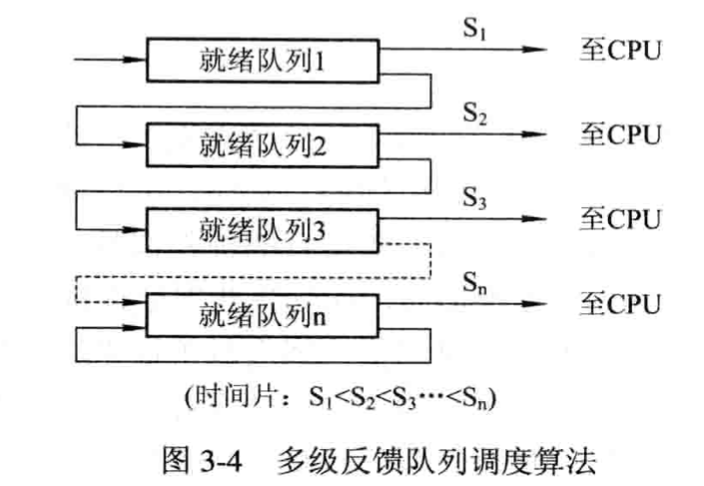 S₁
就绪队列1 至CPU
S₂
就绪队列2 至CPU
S₃
就绪队列3 至CPU
Sₙ
就绪队列n 至CPU
(时间片：S₁<S₂<S₃…<Sₙ)
图 3-4 多级反馈队列调度算法